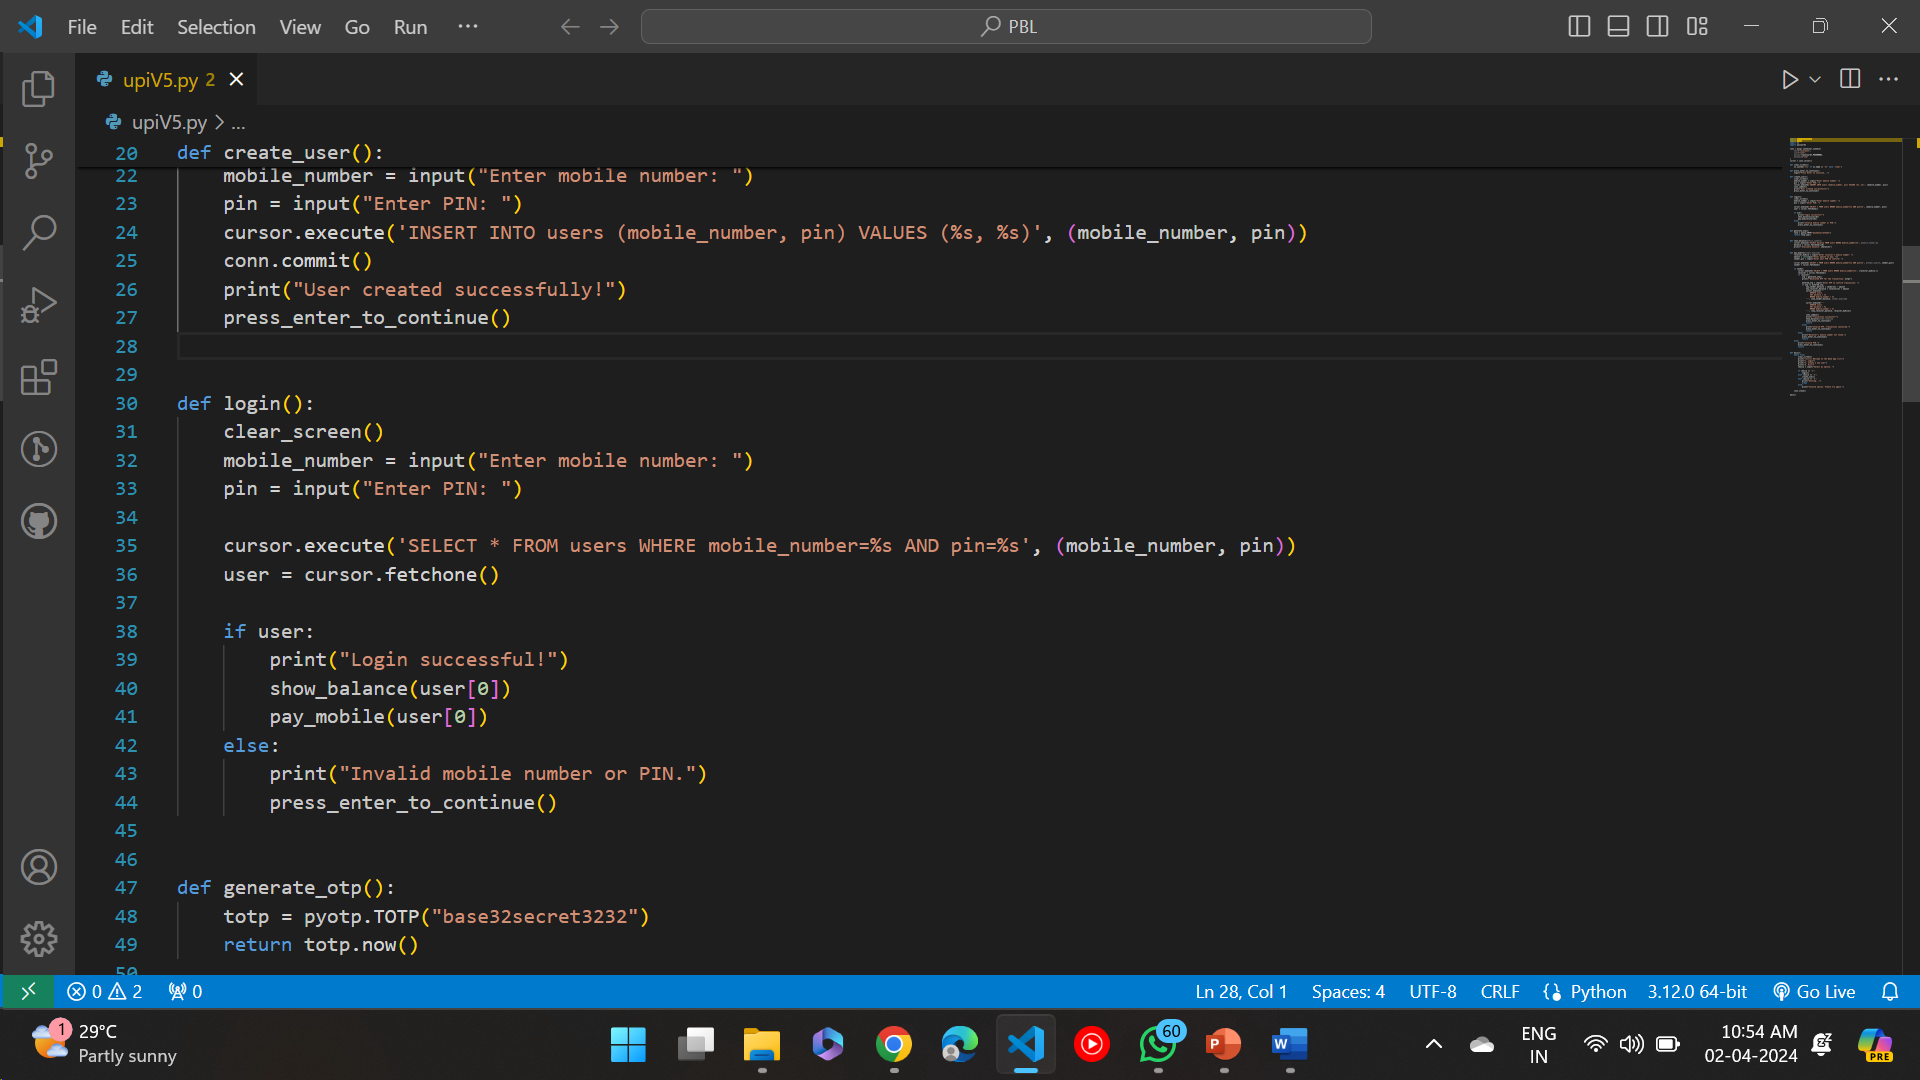 File Edit Selection View Go Run ···
PBL
upiV5.py 2
upiV5.py > ...
20 def create_user():
22 mobile_number = input("Enter mobile number: ")
23 pin = input("Enter PIN: ")
24 cursor.execute('INSERT INTO users (mobile_number, pin) VALUES (%s, %s)', (mobile_number, pin))
25 conn.commit()
26 print("User created successfully!")
27 press_enter_to_continue()
28
29
30 def login():
31 clear_screen()
32 mobile_number = input("Enter mobile number: ")
33 pin = input("Enter PIN: ")
34
35 cursor.execute('SELECT * FROM users WHERE mobile_number=%s AND pin=%s', (mobile_number, pin))
36 user = cursor.fetchone()
37
38 if user:
39 print("Login successful!")
40 show_balance(user[0])
41 pay_mobile(user[0])
42 else:
43 print("Invalid mobile number or PIN.")
44 press_enter_to_continue()
45
46
47 def generate_otp():
48 totp = pyotp.TOTP("base32secret3232")
49 return totp.now()
50
0 2 0 Ln 28, Col 1 Spaces: 4 UTF-8 CRLF Python 3.12.0 64-bit Go Live
1 29°C
Partly sunny
60
ENG
IN
10:54 AM
02-04-2024
PRE